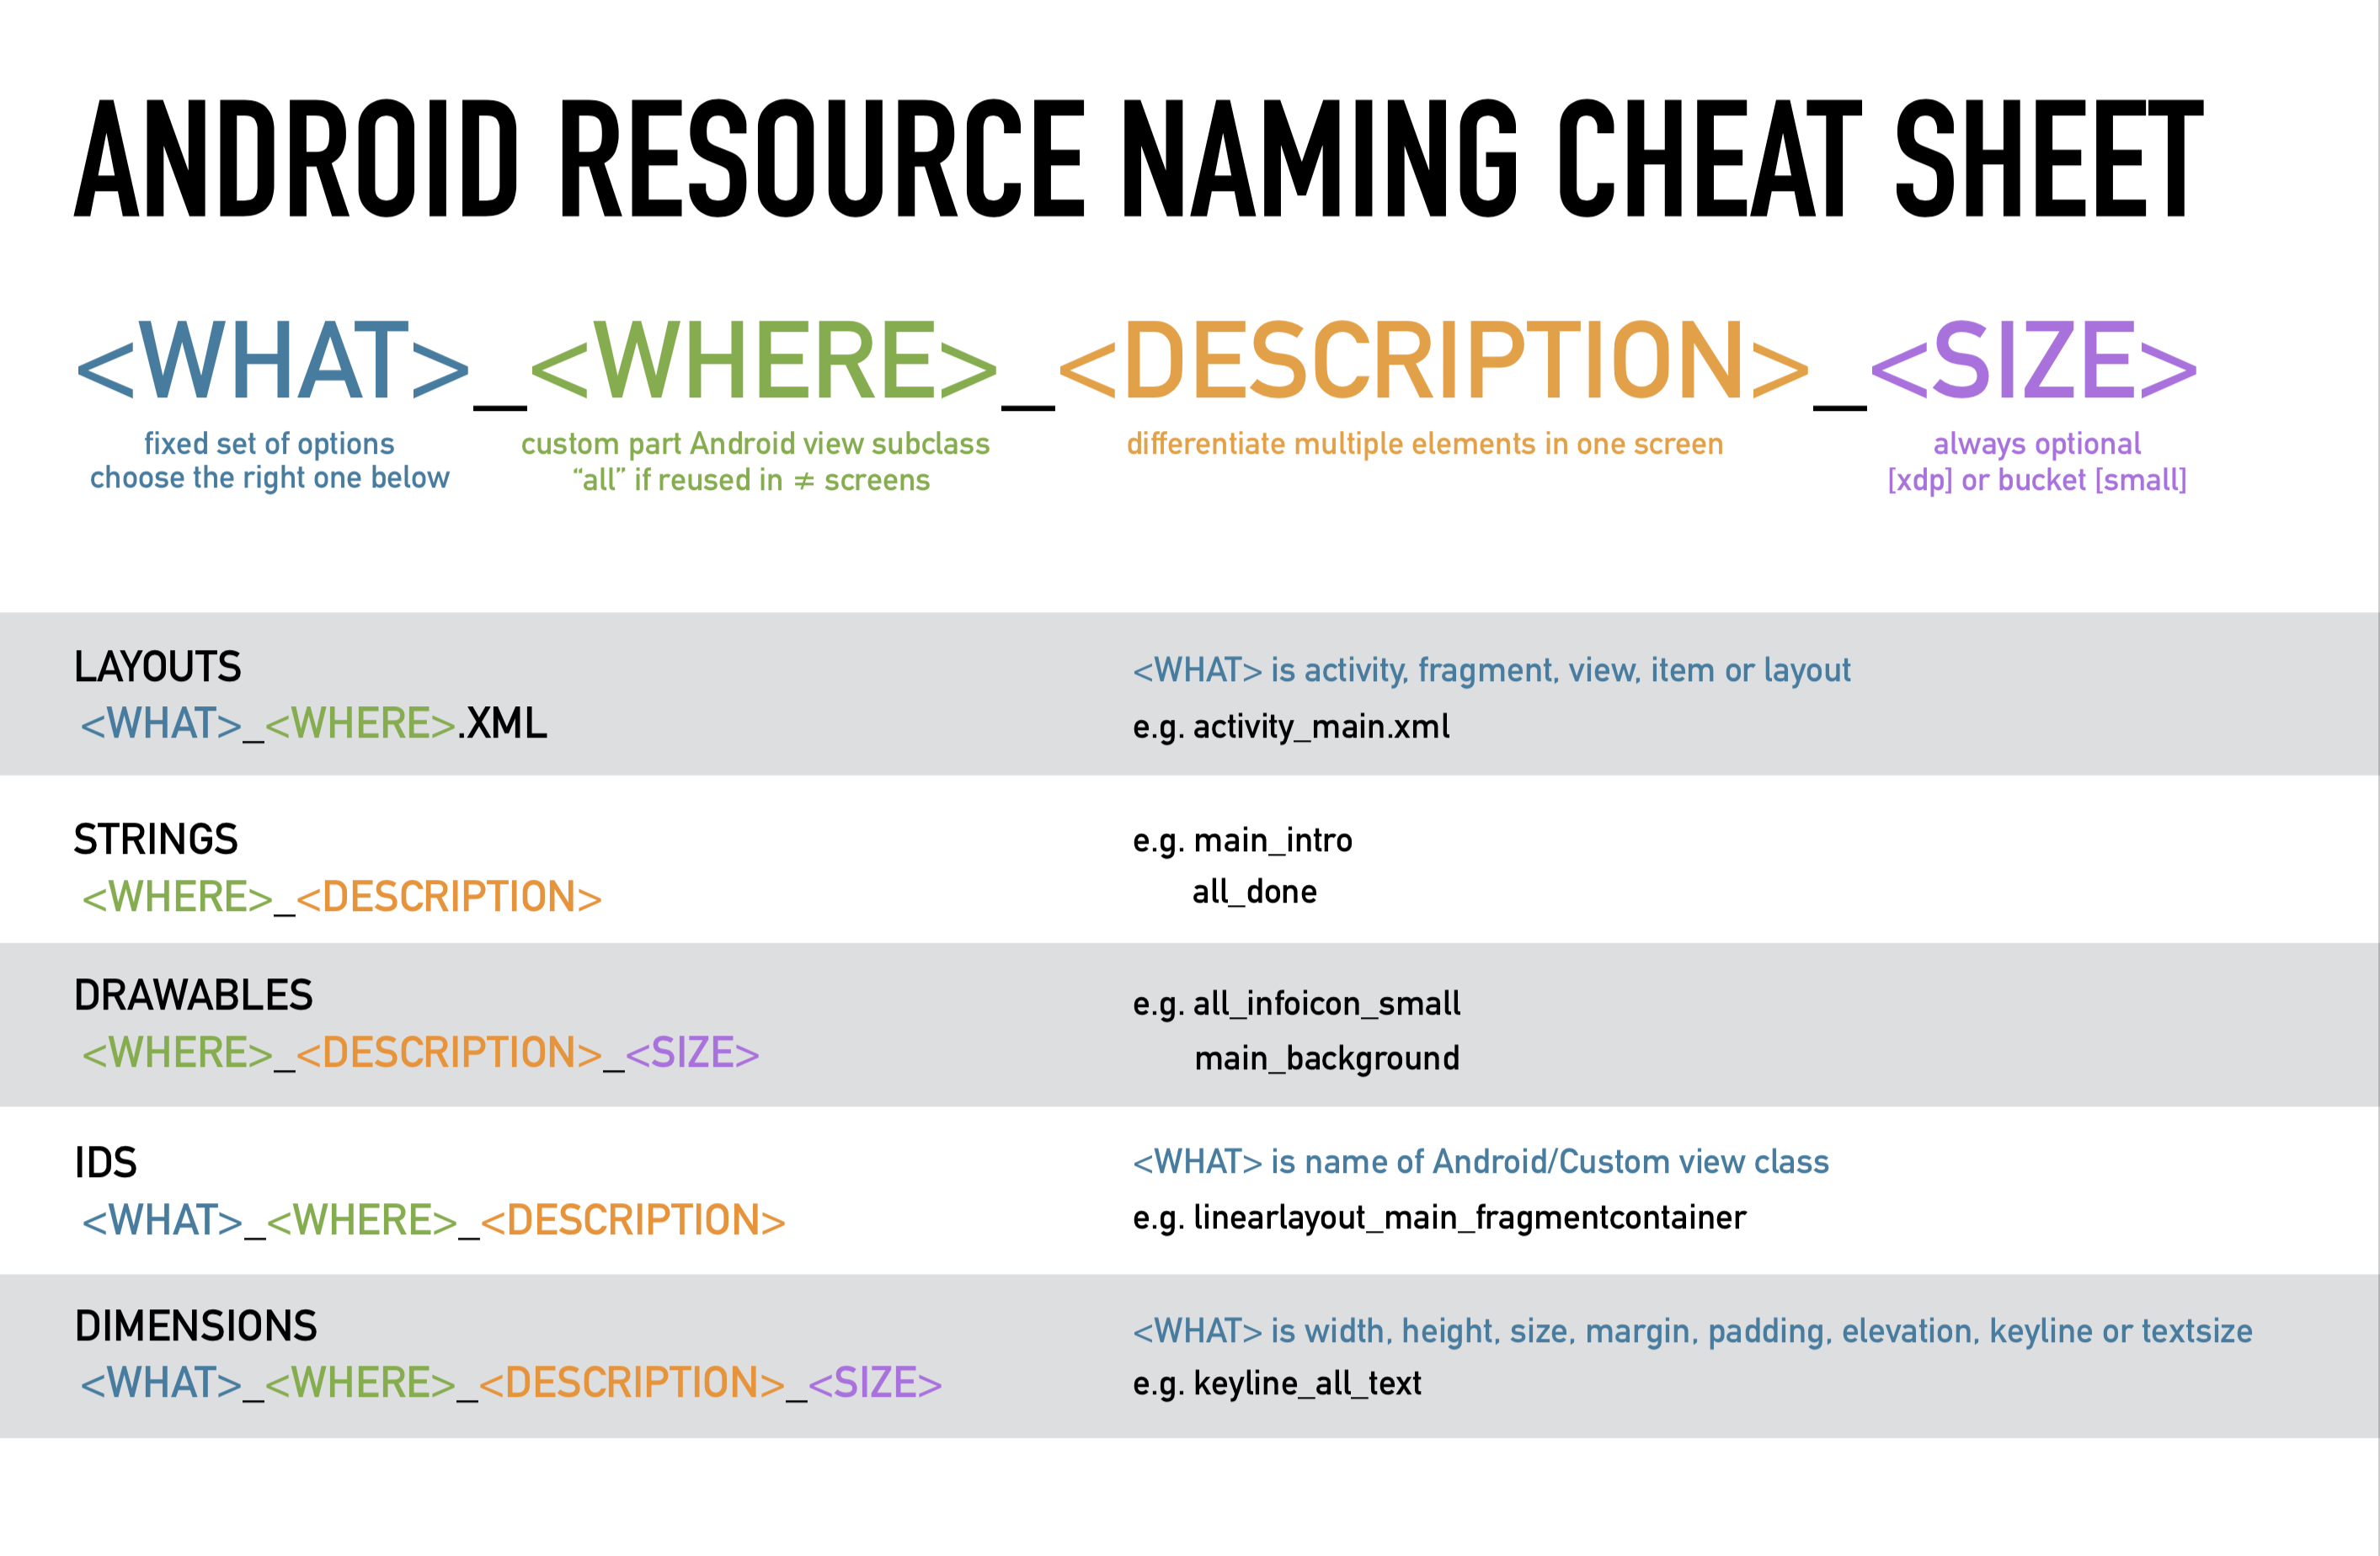 ANDROID RESOURCE NAMING CHEAT SHEET
<WHAT>_<WHERE>_<DESCRIPTION>_<SIZE>
fixed set of options
choose the right one below
custom part Android view subclass
“all” if reused in ≠ screens
differentiate multiple elements in one screen
always optional
[xdp] or bucket [small]
LAYOUTS
<WHAT>_<WHERE>.XML
<WHAT> is activity, fragment, view, item or layout
e.g. activity_main.xml
STRINGS
<WHERE>_<DESCRIPTION>
e.g. main_intro
all_done
DRAWABLES
<WHERE>_<DESCRIPTION>_<SIZE>
e.g. all_infoicon_small
main_background
IDS
<WHAT>_<WHERE>_<DESCRIPTION>
<WHAT> is name of Android/Custom view class
e.g. linearlayout_main_fragmentcontainer
DIMENSIONS
<WHAT>_<WHERE>_<DESCRIPTION>_<SIZE>
<WHAT> is width, height, size, margin, padding, elevation, keyline or textsize
e.g. keyline_all_text